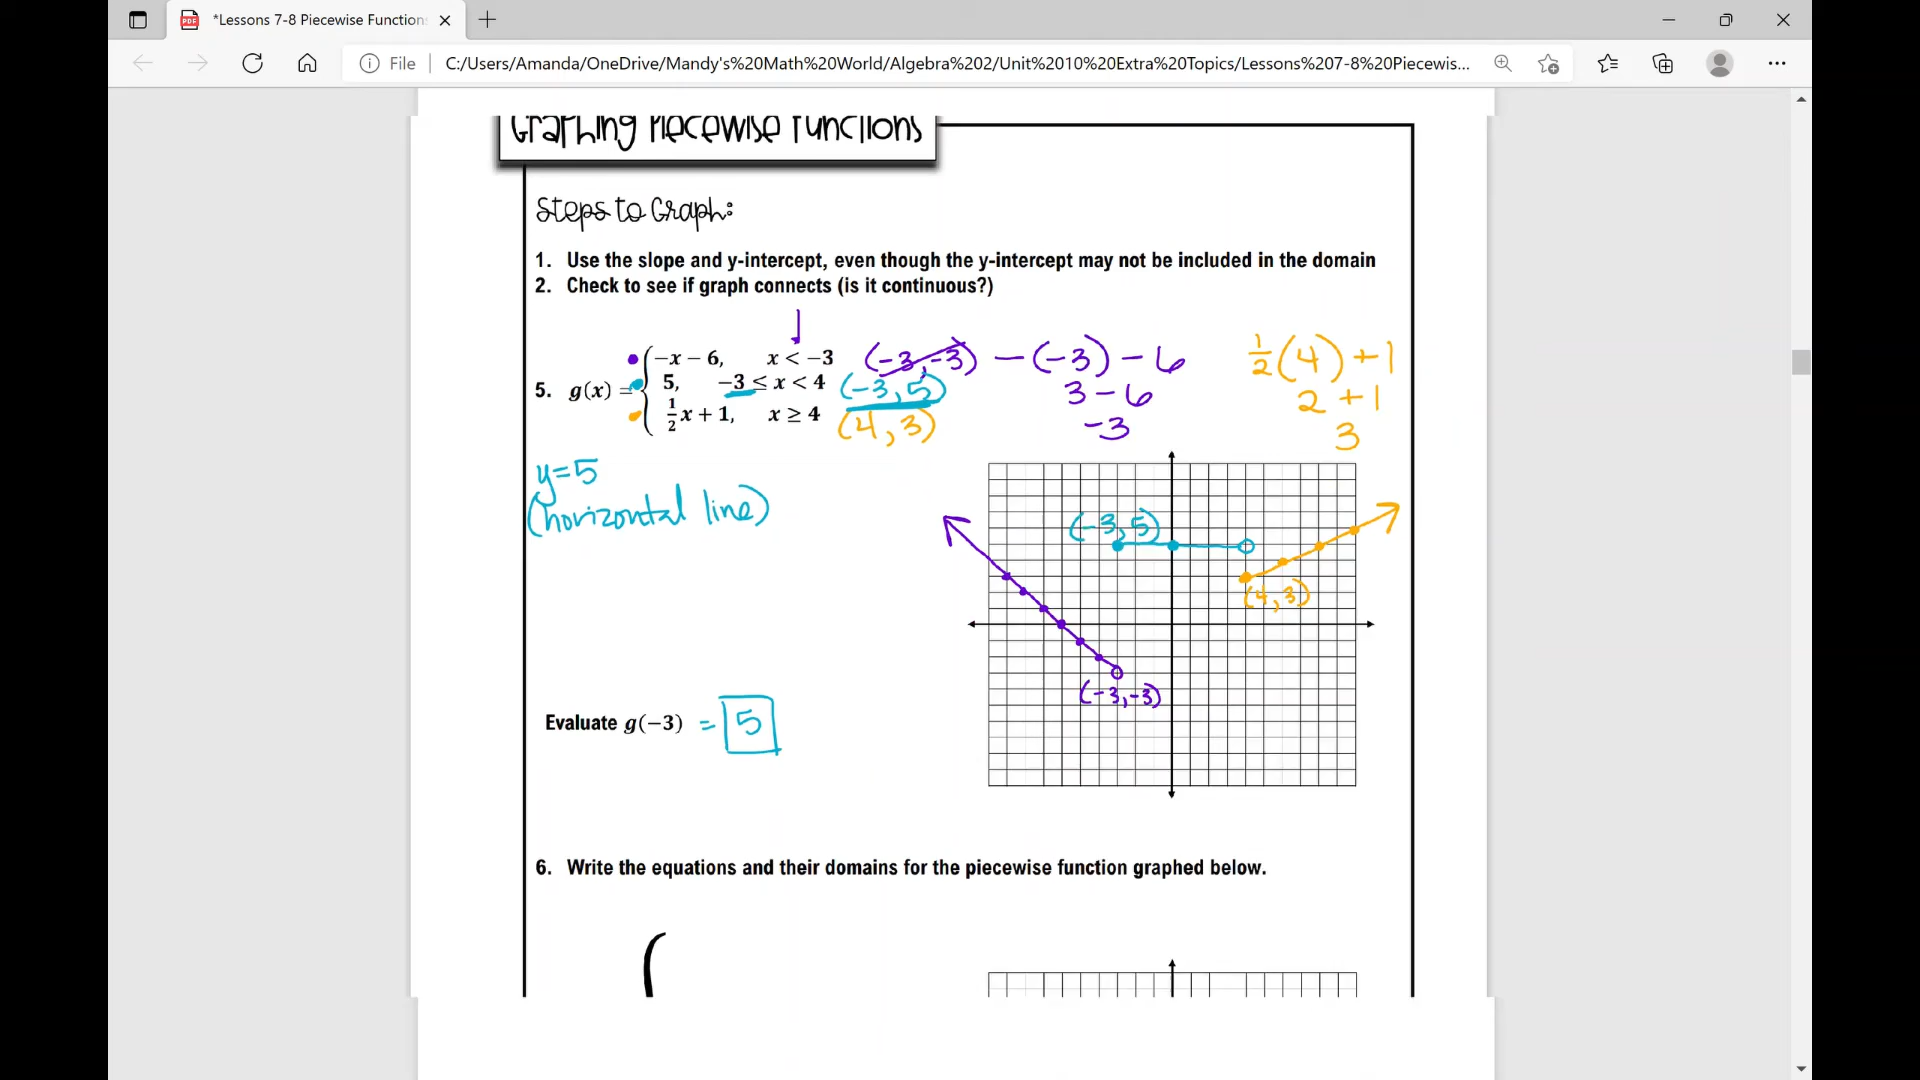 *Lessons 7-8 Piecewise Function
File
C:/Users/Amanda/OneDrive/Mandy's%20Math%20World/Algebra%202/Unit%2010%20Extra%20Topics/Lessons%207-8%20Piecewis...
Graphing Piecewise Functions
Steps to Graph:
1. Use the slope and y-intercept, even though the y-intercept may not be included in the domain
2. Check to see if graph connects (is it continuous?)
−x − 6, x < −3 (-3,-3) -(-3)-6 ½(4)+1
5. g(x) = 5, −3 ≤ x < 4 (-3,5) 3-6 2+1
½x + 1, x ≥ 4 (4,3) -3 3
y=5
(horizontal line)
(-3,5)
(4,3)
(-3,-3)
Evaluate g(−3) = 5
6. Write the equations and their domains for the piecewise function graphed below.